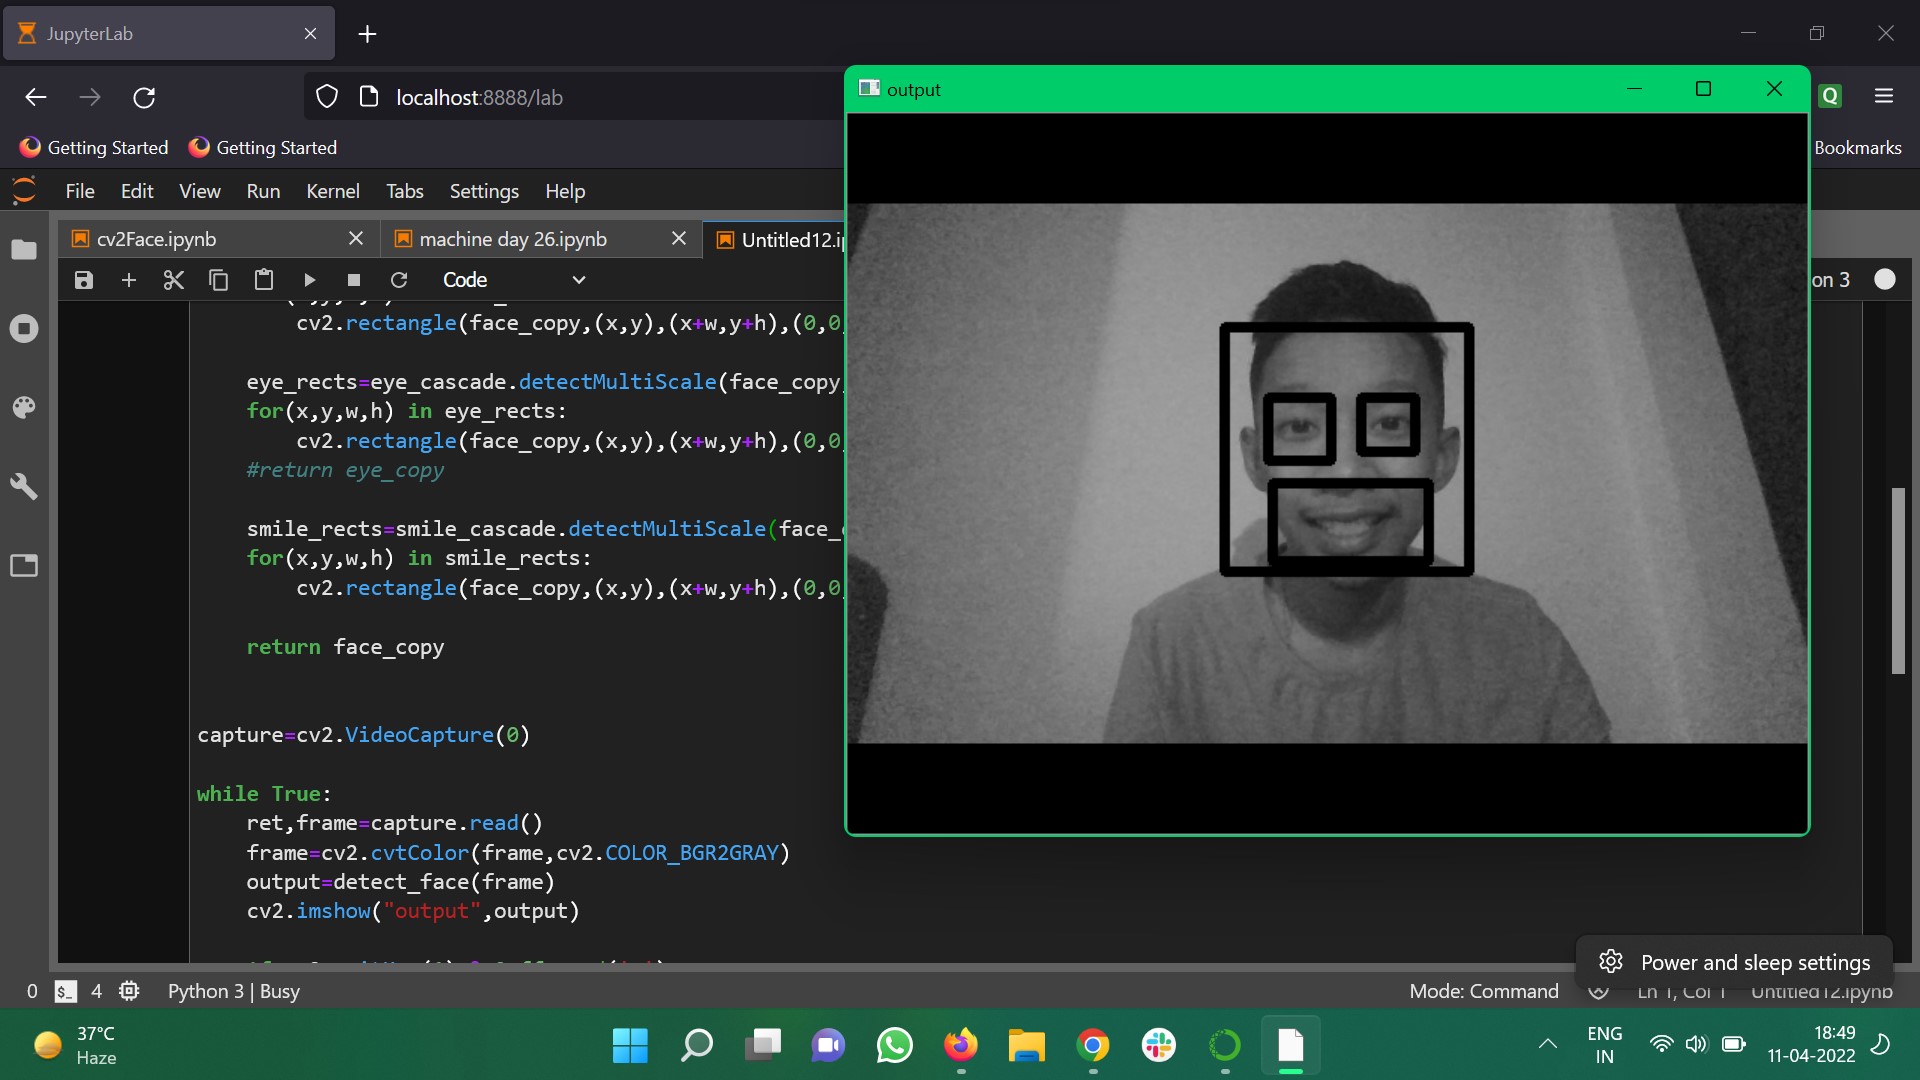 JupyterLab
localhost:8888/lab
Getting Started
Getting Started
Bookmarks
output
File Edit View Run Kernel Tabs Settings Help
cv2Face.ipynb
machine day 26.ipynb
Untitled12.i
Code
on 3
cv2.rectangle(face_copy,(x,y),(x+w,y+h),(0,0
eye_rects=eye_cascade.detectMultiScale(face_copy
for(x,y,w,h) in eye_rects:
cv2.rectangle(face_copy,(x,y),(x+w,y+h),(0,0
#return eye_copy
smile_rects=smile_cascade.detectMultiScale(face_
for(x,y,w,h) in smile_rects:
cv2.rectangle(face_copy,(x,y),(x+w,y+h),(0,0
return face_copy
capture=cv2.VideoCapture(0)
while True:
ret,frame=capture.read()
frame=cv2.cvtColor(frame,cv2.COLOR_BGR2GRAY)
output=detect_face(frame)
cv2.imshow("output",output)
Power and sleep settings
0 $_ 4 Python 3 | Busy
Mode: Command
Ln 1, Col 1 Untitled12.ipynb
37°C
Haze
ENG
IN
18:49
11-04-2022
Q